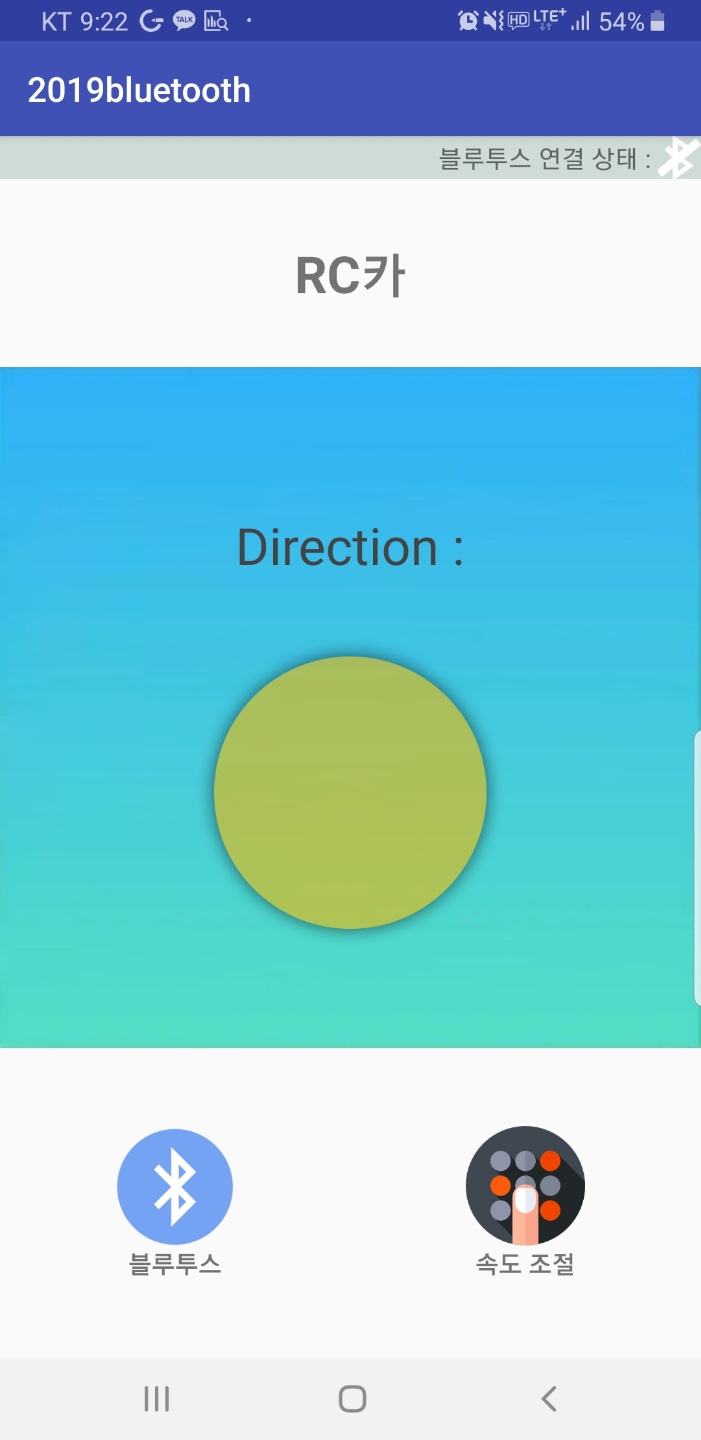 KT 9:22 TALK HD LTE+ 54%
2019bluetooth
블루투스 연결 상태 :
RC카
Direction :
블루투스
속도 조절